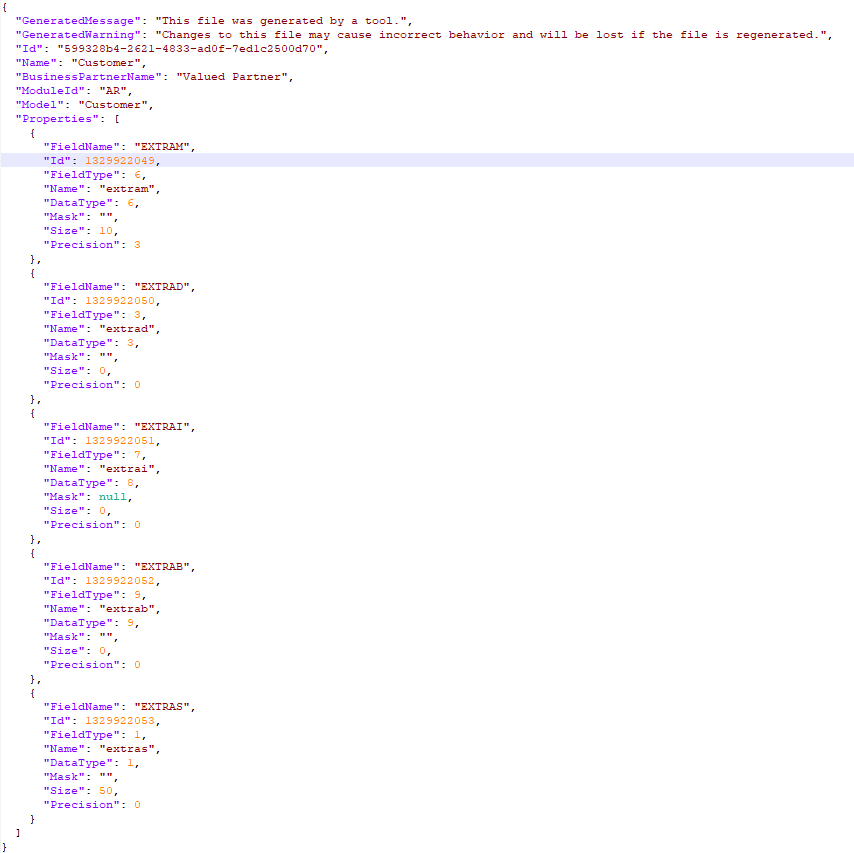 {
"GeneratedMessage": "This file was generated by a tool.",
"GeneratedWarning": "Changes to this file may cause incorrect behavior and will be lost if the file is regenerated.",
"Id": "599328b4-2621-4833-ad0f-7ed1c2500d70",
"Name": "Customer",
"BusinessPartnerName": "Valued Partner",
"ModuleId": "AR",
"Model": "Customer",
"Properties": [
{
"FieldName": "EXTRAM",
"Id": 1329922049,
"FieldType": 6,
"Name": "extram",
"DataType": 6,
"Mask": "",
"Size": 10,
"Precision": 3
},
{
"FieldName": "EXTRAD",
"Id": 1329922050,
"FieldType": 3,
"Name": "extrad",
"DataType": 3,
"Mask": "",
"Size": 0,
"Precision": 0
},
{
"FieldName": "EXTRAI",
"Id": 1329922051,
"FieldType": 7,
"Name": "extrai",
"DataType": 8,
"Mask": null,
"Size": 0,
"Precision": 0
},
{
"FieldName": "EXTRAB",
"Id": 1329922052,
"FieldType": 9,
"Name": "extrab",
"DataType": 9,
"Mask": "",
"Size": 0,
"Precision": 0
},
{
"FieldName": "EXTRAS",
"Id": 1329922053,
"FieldType": 1,
"Name": "extras",
"DataType": 1,
"Mask": "",
"Size": 50,
"Precision": 0
}
]
}